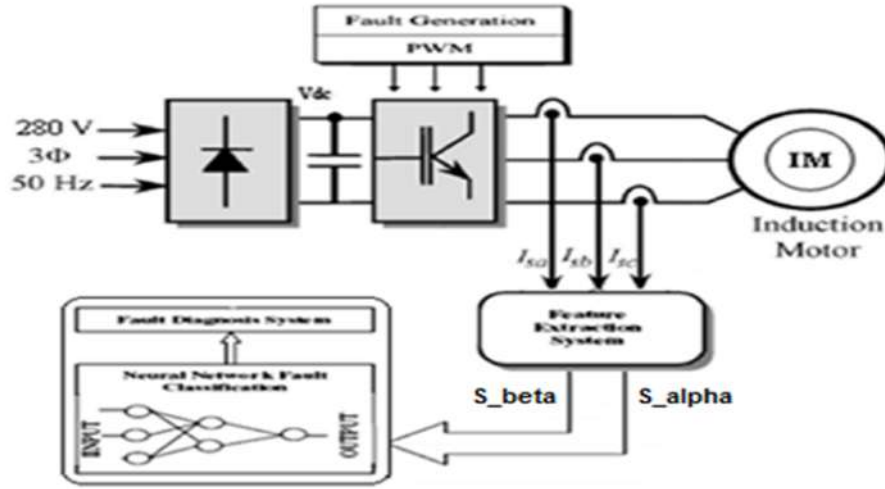 Fault Generation
PWM
Vdc
280 V
3Φ
50 Hz
IM
Induction
Motor
Isa Isb Isc
Feature
Extraction
System
Fault Diagnosis System
Neural Network Fault
Classification
INPUT
OUTPUT
S_beta
S_alpha